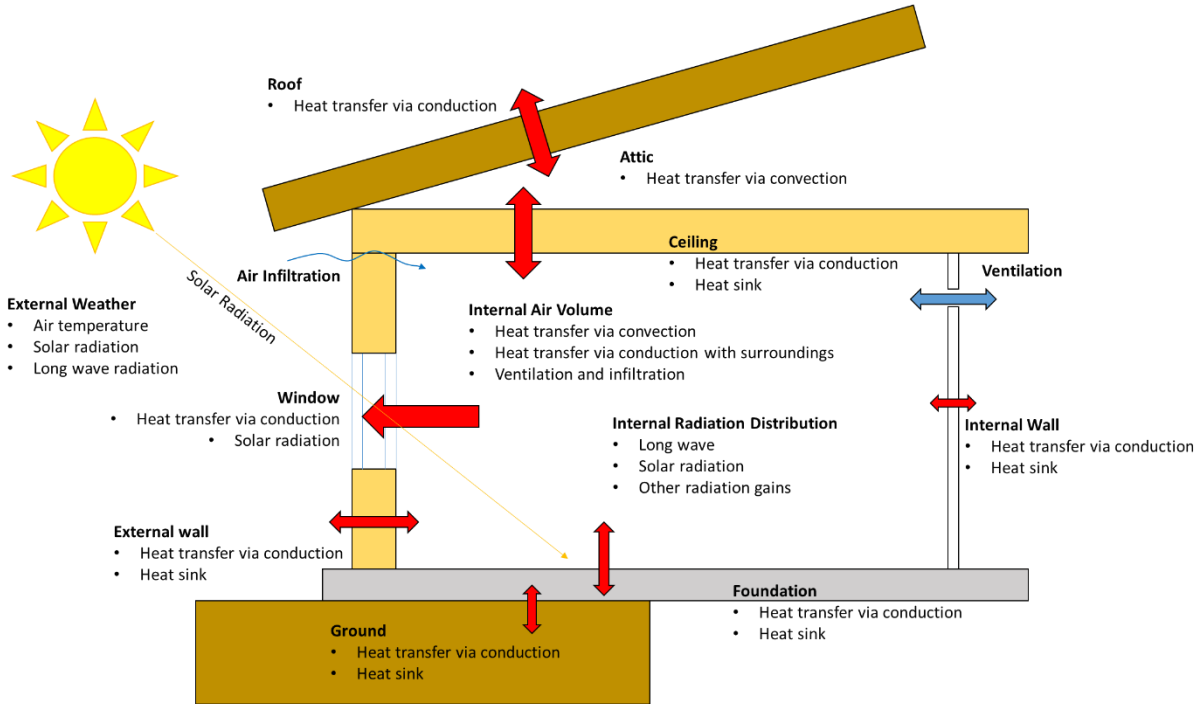 Roof
• Heat transfer via conduction
Attic
• Heat transfer via convection
Ceiling
• Heat transfer via conduction
• Heat sink
Air Infiltration
Ventilation
Solar Radiation
External Weather
• Air temperature
• Solar radiation
• Long wave radiation
Internal Air Volume
• Heat transfer via convection
• Heat transfer via conduction with surroundings
• Ventilation and infiltration
Window
• Heat transfer via conduction
• Solar radiation
Internal Radiation Distribution
• Long wave
• Solar radiation
• Other radiation gains
Internal Wall
• Heat transfer via conduction
• Heat sink
External wall
• Heat transfer via conduction
• Heat sink
Foundation
• Heat transfer via conduction
• Heat sink
Ground
• Heat transfer via conduction
• Heat sink